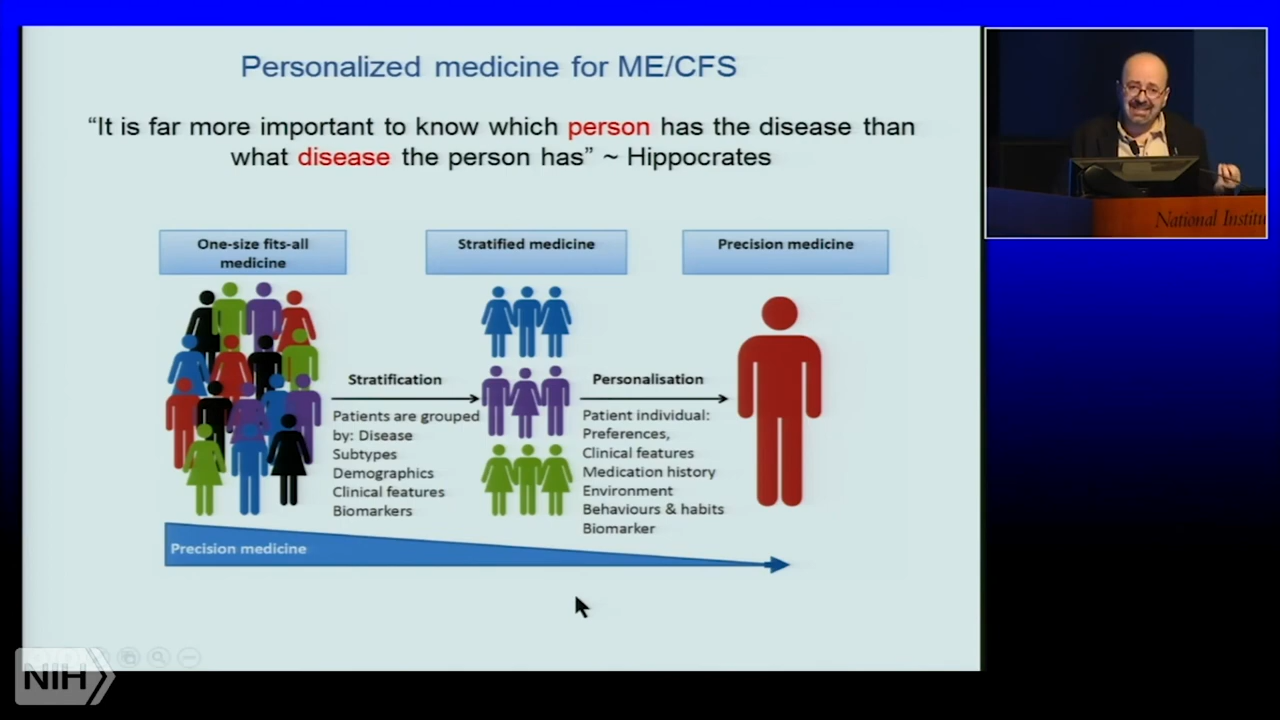 Personalized medicine for ME/CFS
“It is far more important to know which person has the disease than
what disease the person has” ~ Hippocrates
One-size fits-all
medicine
Stratified medicine
Precision medicine
Stratification
Patients are grouped
by: Disease
Subtypes
Demographics
Clinical features
Biomarkers
Personalisation
Patient individual:
Preferences,
Clinical features
Medication history
Environment
Behaviours & habits
Biomarker
Precision medicine
National Institu
NIH